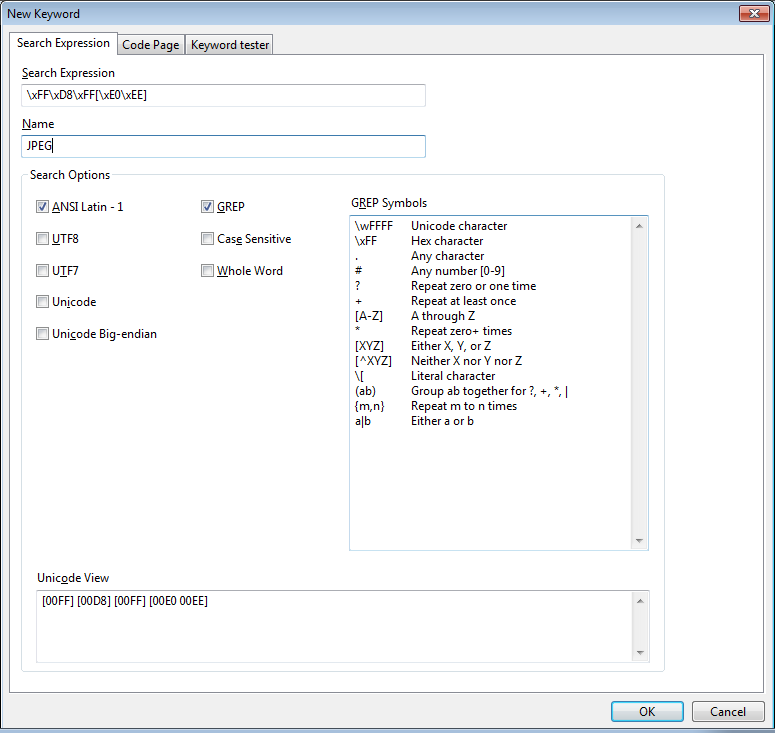 New Keyword
Search Expression Code Page Keyword tester
Search Expression
\xFF\xD8\xFF[\xE0\xEE]
Name
JPEG
Search Options
ANSI Latin - 1
UTF8
UTF7
Unicode
Unicode Big-endian
GREP
Case Sensitive
Whole Word
GREP Symbols
\wFFFF Unicode character
\xFF Hex character
. Any character
# Any number [0-9]
? Repeat zero or one time
+ Repeat at least once
[A-Z] A through Z
* Repeat zero+ times
[XYZ] Either X, Y, or Z
[^XYZ] Neither X nor Y nor Z
\[ Literal character
(ab) Group ab together for ?, +, *, |
{m,n} Repeat m to n times
a|b Either a or b
Unicode View
[00FF] [00D8] [00FF] [00E0 00EE]
OK Cancel